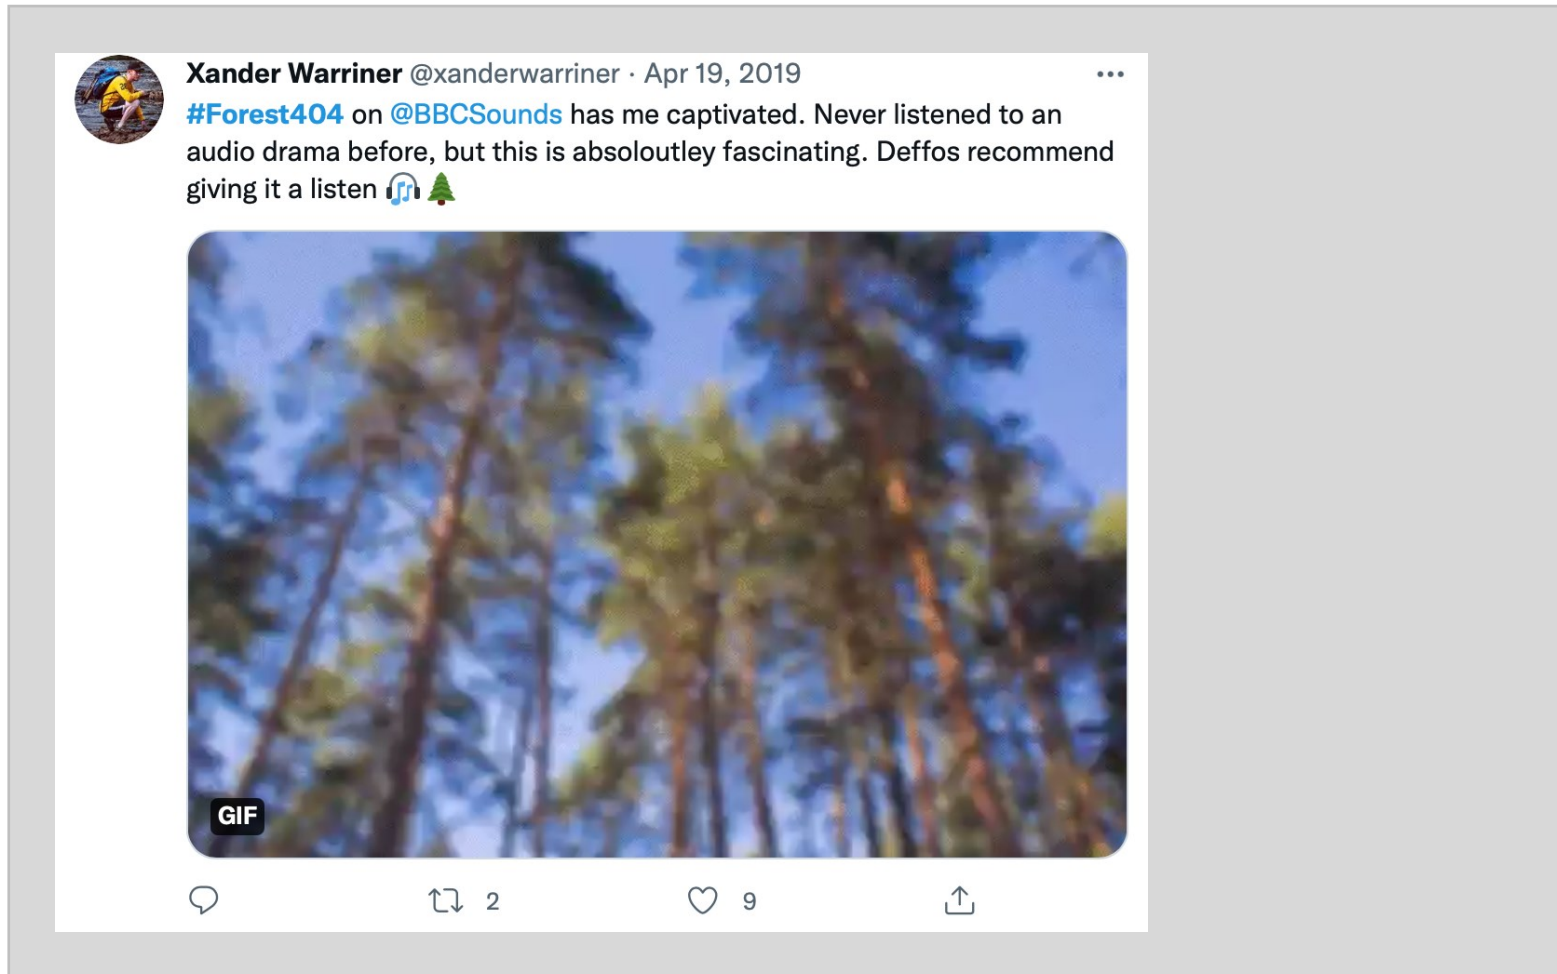 Xander Warriner @xanderwarriner · Apr 19, 2019
#Forest404 on @BBCSounds has me captivated. Never listened to an
audio drama before, but this is absoloutley fascinating. Deffos recommend
giving it a listen 🎧🌲
GIF
2 9